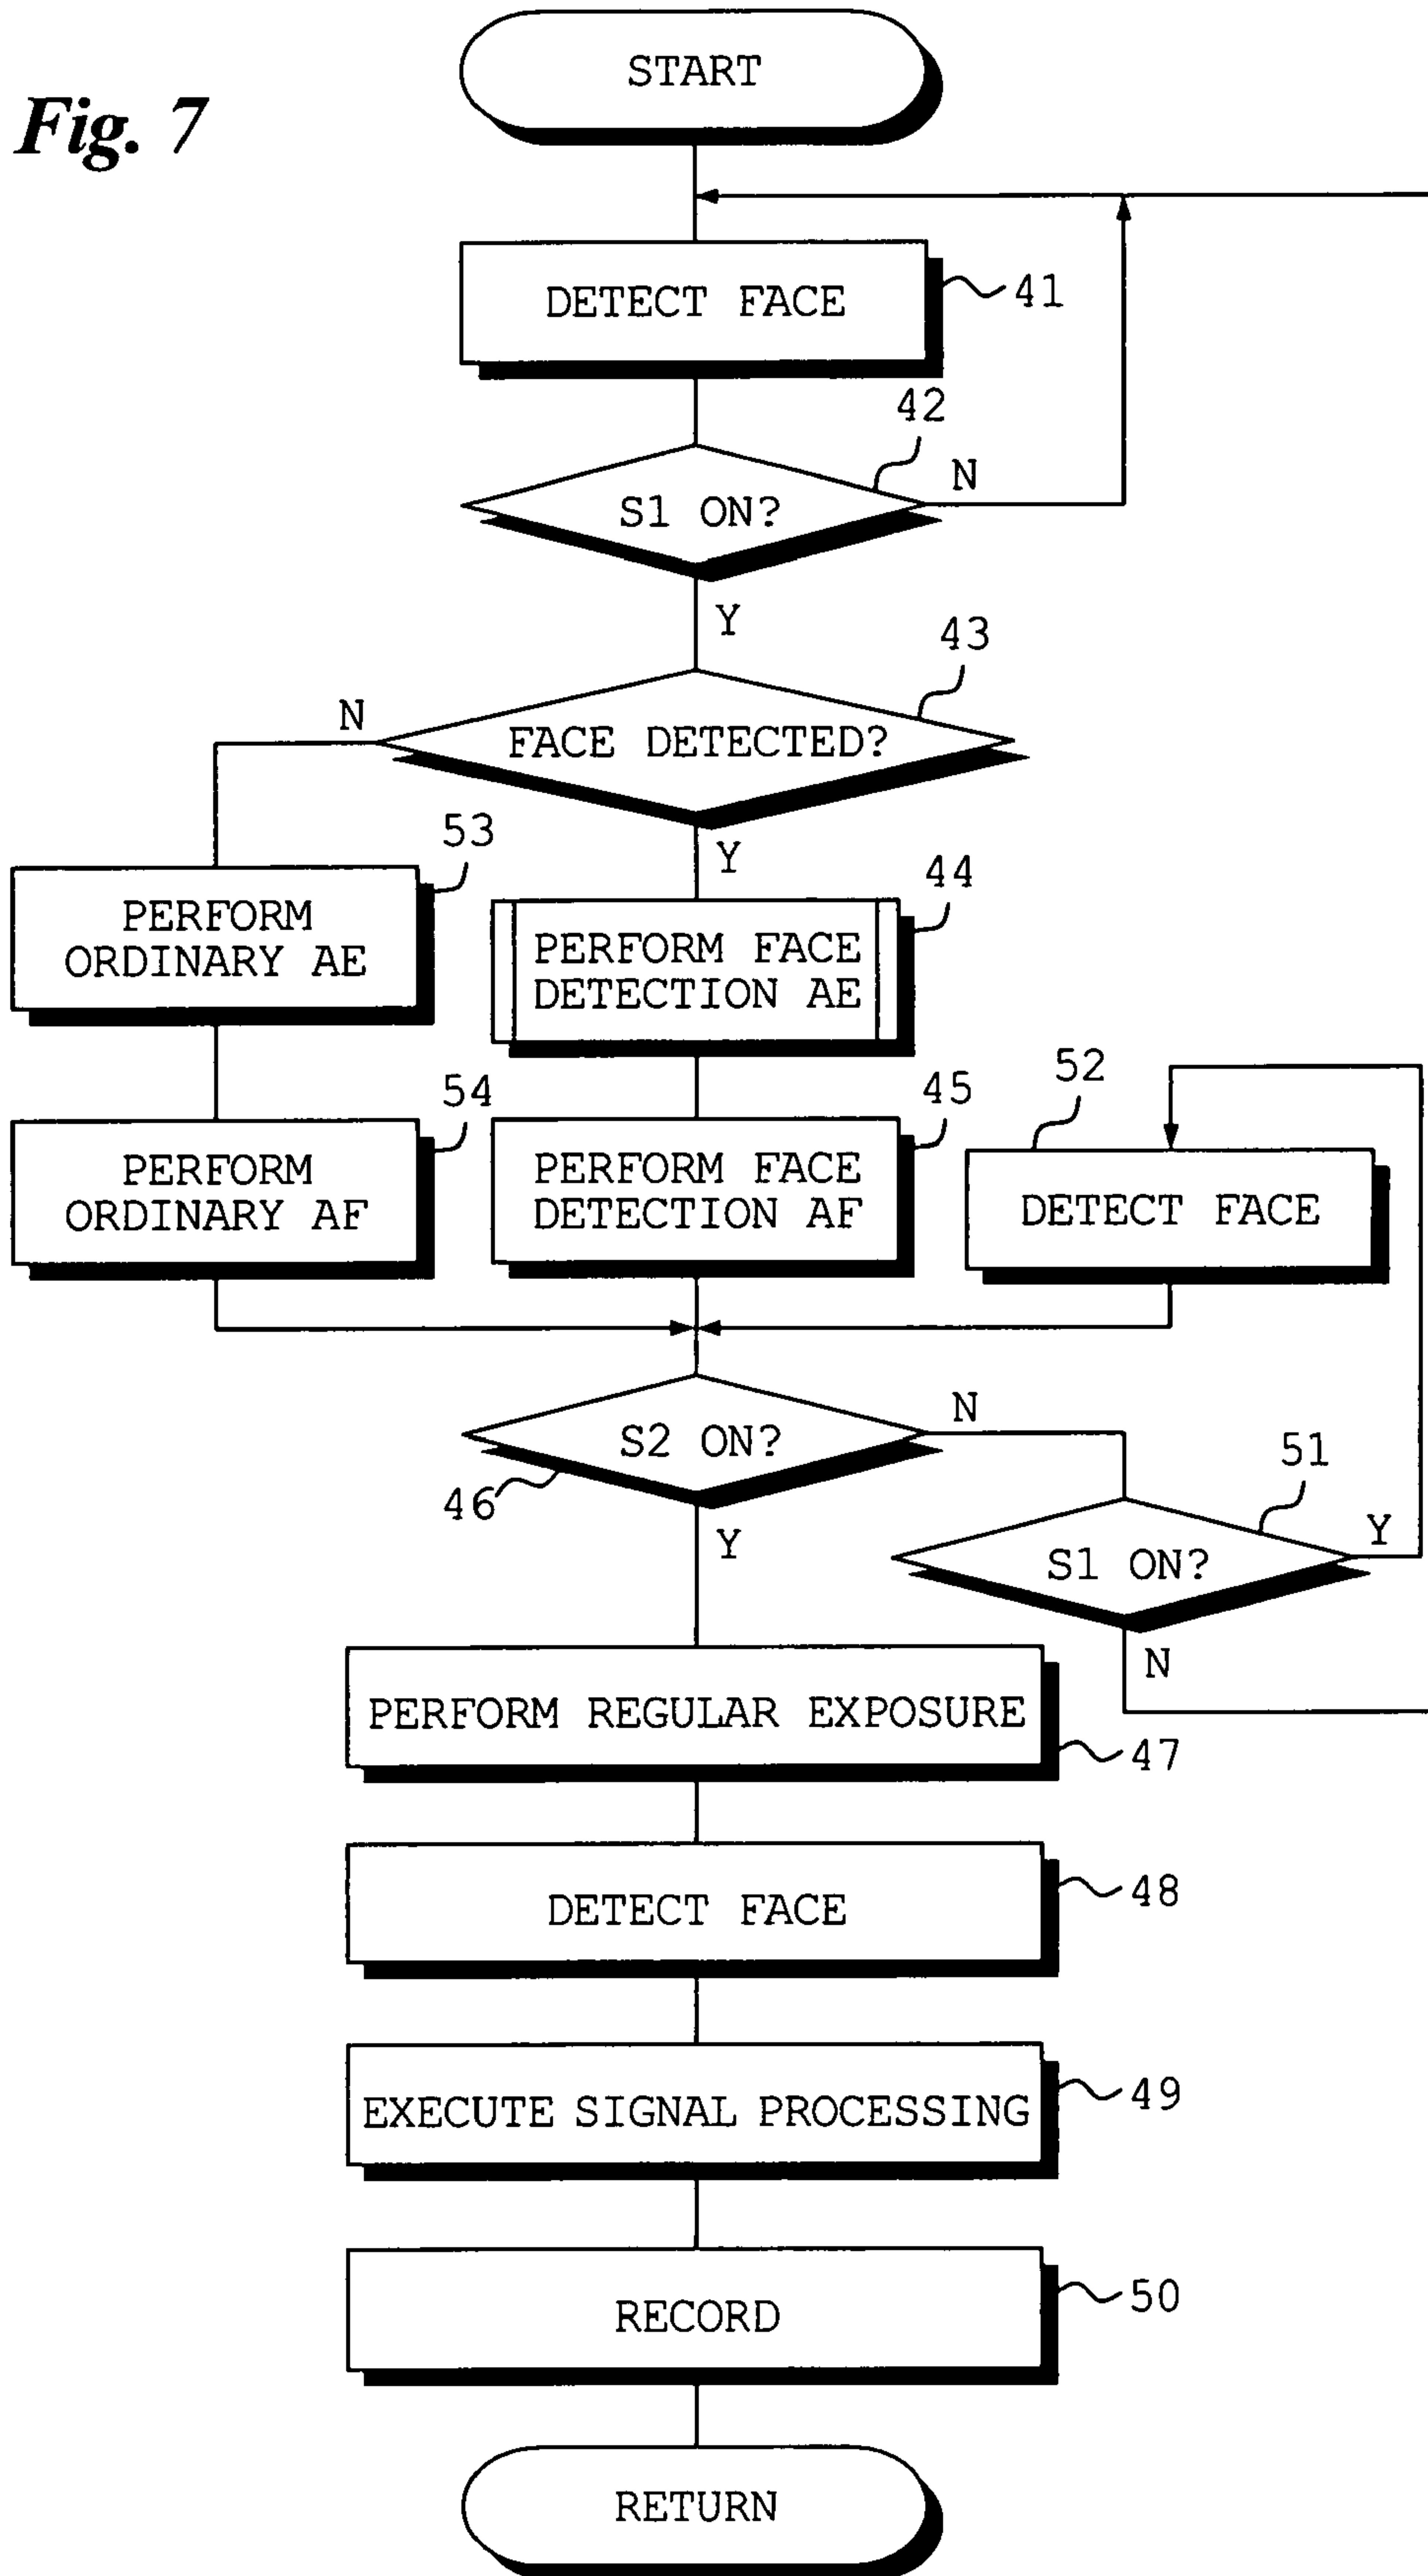 Fig. 7
START
DETECT FACE
41
42
S1 ON?
N
Y
43
FACE DETECTED?
N
Y
53
PERFORM
ORDINARY AE
44
PERFORM FACE
DETECTION AE
54
PERFORM
ORDINARY AF
45
PERFORM FACE
DETECTION AF
52
DETECT FACE
S2 ON?
N
46
Y
51
S1 ON?
Y
N
PERFORM REGULAR EXPOSURE
47
DETECT FACE
48
EXECUTE SIGNAL PROCESSING
49
RECORD
50
RETURN